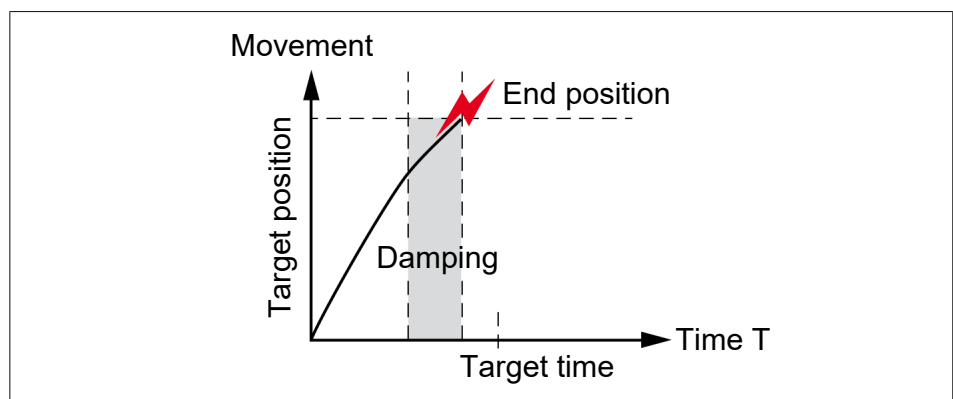 Movement
End position
Target position
Damping
Time T
Target time